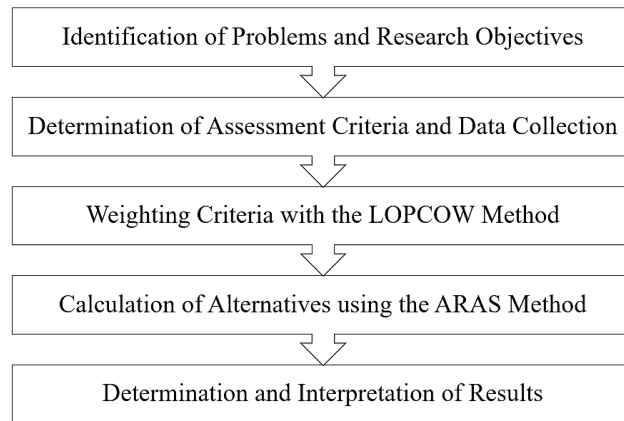 Identification of Problems and Research Objectives
Determination of Assessment Criteria and Data Collection
Weighting Criteria with the LOPCOW Method
Calculation of Alternatives using the ARAS Method
Determination and Interpretation of Results